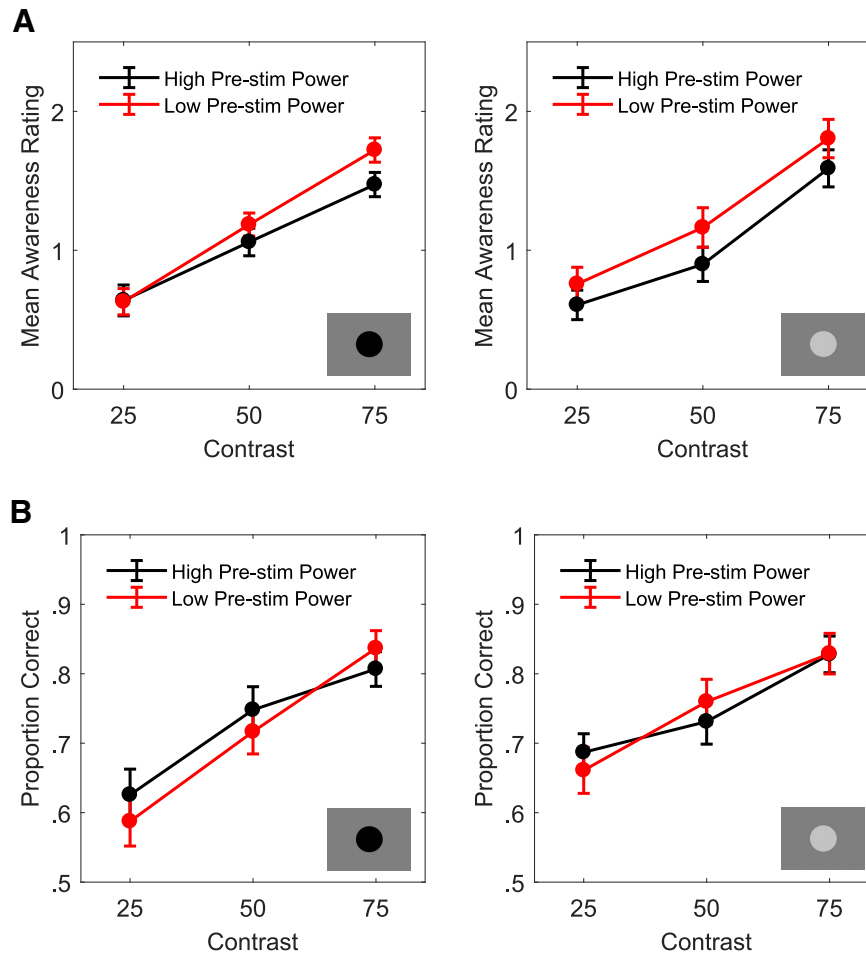 A
Mean Awareness Rating
2
1
0
High Pre-stim Power
Low Pre-stim Power
25 50 75
Contrast
Mean Awareness Rating
2
1
0
High Pre-stim Power
Low Pre-stim Power
25 50 75
Contrast
B
Proportion Correct
1
.9
.8
.7
.6
.5
High Pre-stim Power
Low Pre-stim Power
25 50 75
Contrast
Proportion Correct
1
.9
.8
.7
.6
.5
High Pre-stim Power
Low Pre-stim Power
25 50 75
Contrast